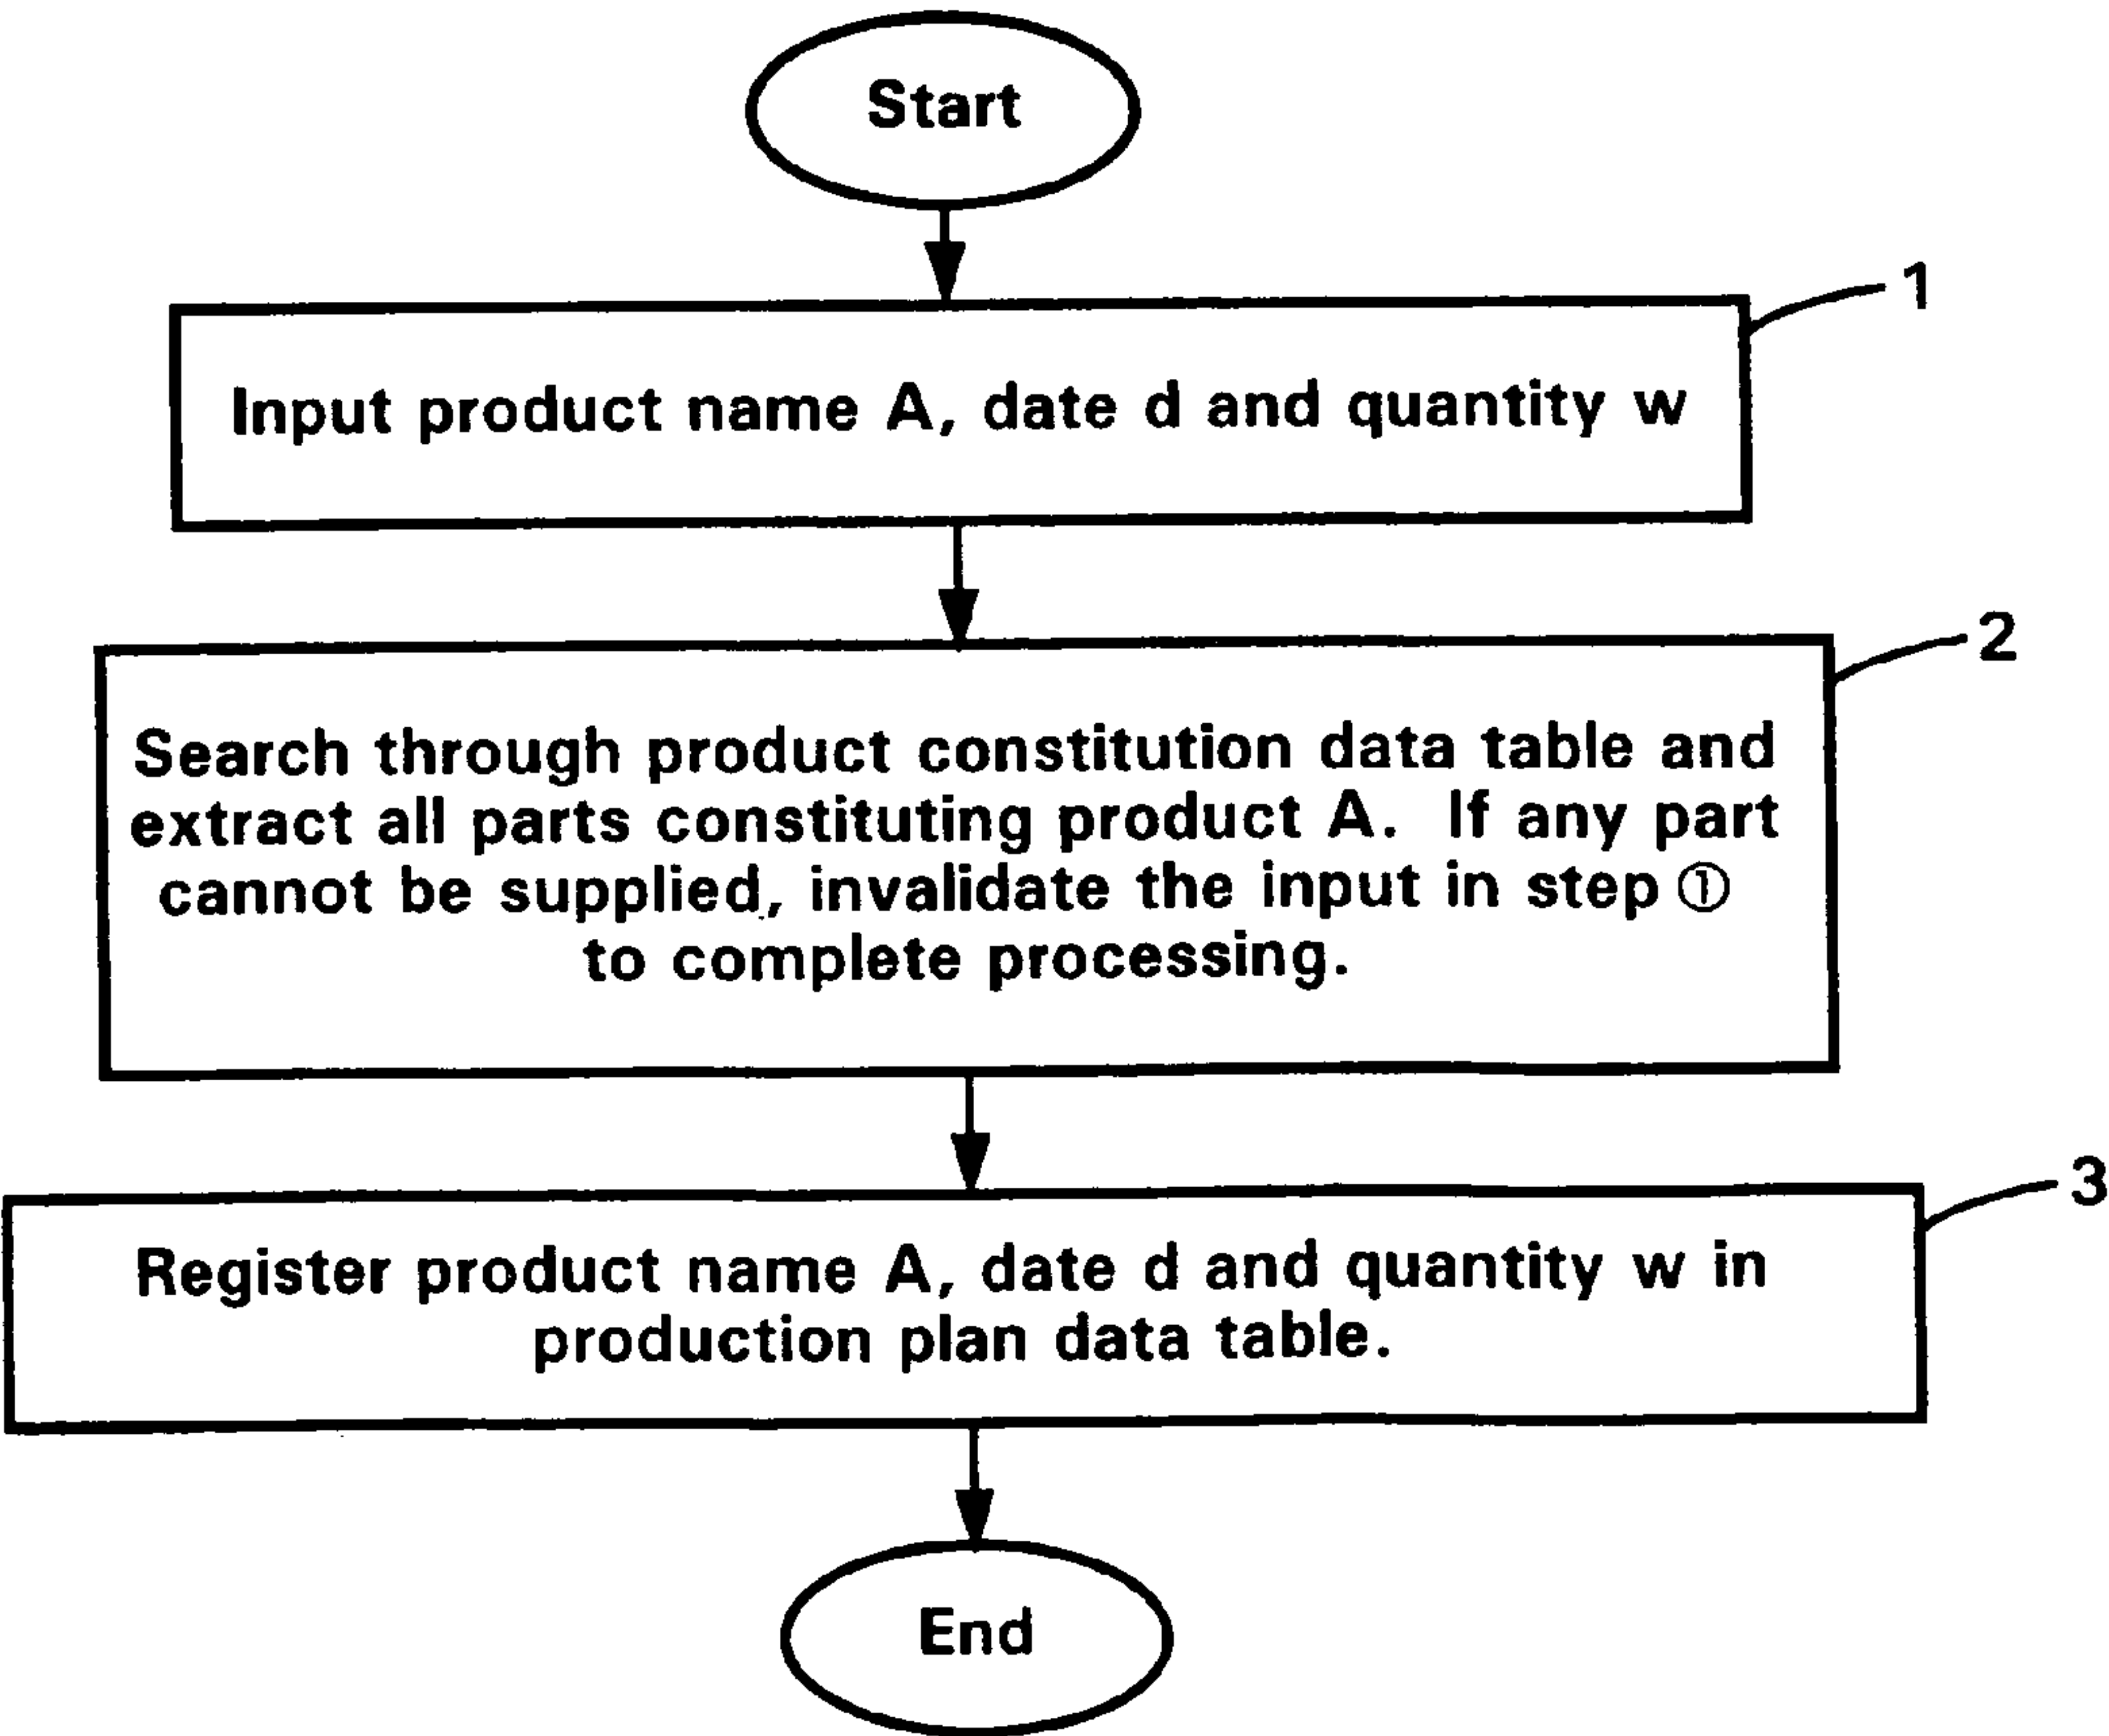 Start
1
Input product name A, date d and quantity w
2
Search through product constitution data table and
extract all parts constituting product A. If any part
cannot be supplied, invalidate the input in step ①
to complete processing.
3
Register product name A, date d and quantity w in
production plan data table.
End